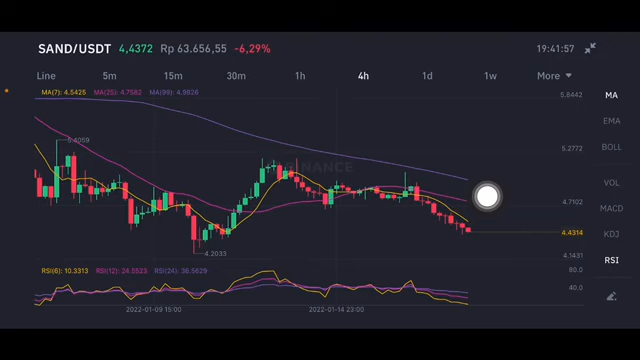 SAND/USDT 4,4372 Rp 63.656,55 -6,29% 19:41:57
Line 5m 15m 30m 1h 4h 1d 1w More
MA(7): 4.5425 MA(25): 4.7582 MA(99): 4.9826
MA
EMA
BOLL
VOL
MACD
KDJ
RSI
5.8442
5.2772
4.7102
4.4314
4.1431
5.4059
4.2033
BINANCE
RSI(6): 10.3313 RSI(12): 24.5523 RSI(24): 36.5629
80.0
40.0
2022-01-09 15:00 2022-01-14 23:00